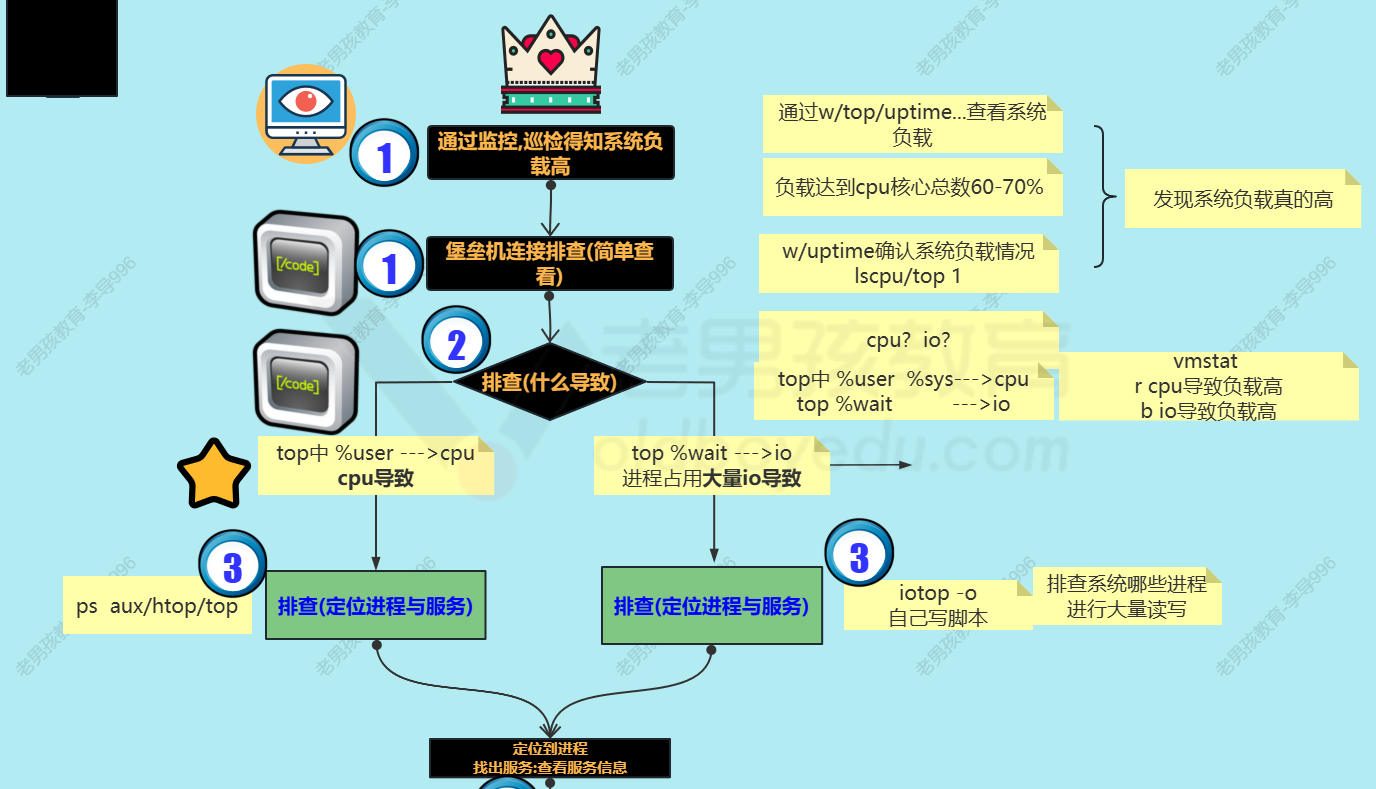 通过监控,巡检得知系统负
载高
1
通过w/top/uptime...查看系统
负载
负载达到cpu核心总数60-70%
发现系统负载真的高
[/code]
1
堡垒机连接排查(简单查
看)
w/uptime确认系统负载情况
lscpu/top 1
[/code]
2
排查(什么导致)
cpu? io?
top中 %user %sys--->cpu
top %wait --->io
vmstat
r cpu导致负载高
b io导致负载高
top中 %user --->cpu
cpu导致
top %wait --->io
进程占用大量io导致
3
ps aux/htop/top
排查(定位进程与服务)
3
排查(定位进程与服务)
iotop -o
自己写脚本
排查系统哪些进程
进行大量读写
定位到进程
找出服务:查看服务信息
老男孩教育
oldboyedu.com
老男孩教育-李导996